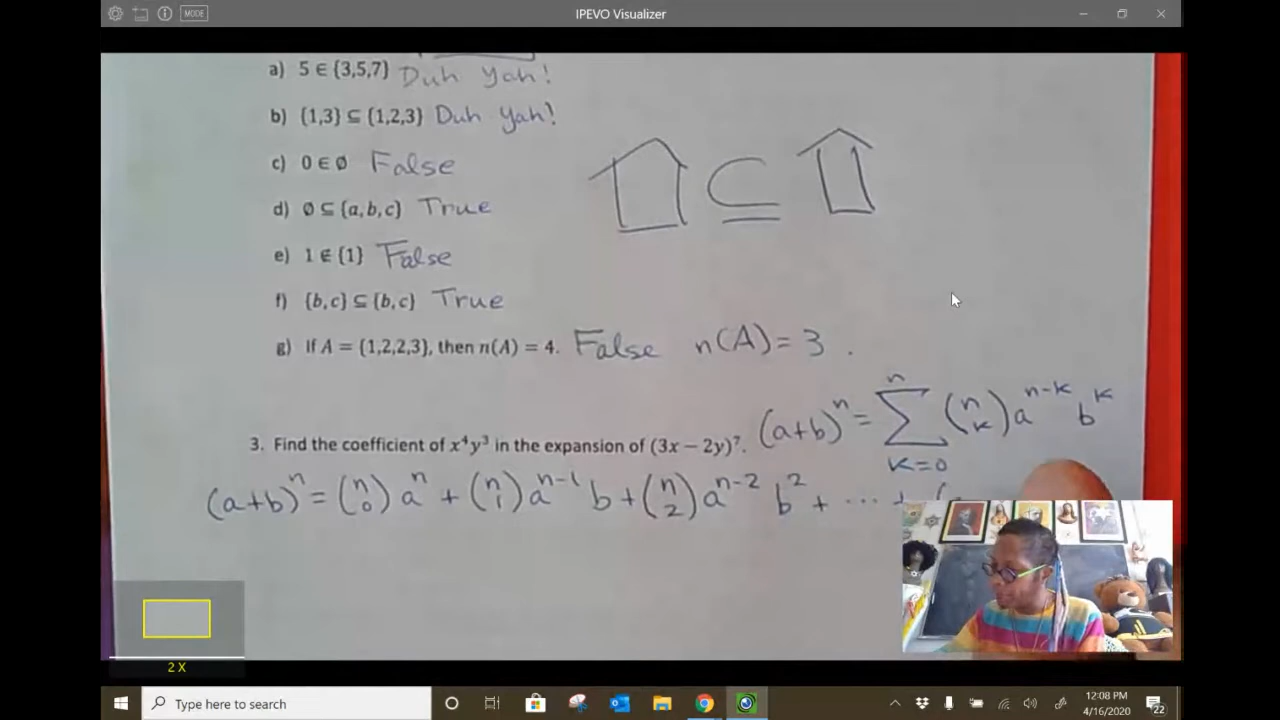 IPEVO Visualizer
MODE
a) 5 ∈ {3,5,7} Duh Yah!
b) {1,3} ⊆ {1,2,3} Duh Yah!
c) 0 ∈ ∅ False
d) ∅ ⊆ {a,b,c} True
⊆
e) 1 ∉ {1} False
f) {b,c} ⊆ {b,c} True
g) If A = {1,2,2,3}, then n(A) = 4. False n(A) = 3 .
3. Find the coefficient of x⁴y³ in the expansion of (3x − 2y)⁷. (a+b)ⁿ = ∑ₖ₌₀ⁿ (n k) aⁿ⁻ᵏ bᵏ
(a+b)ⁿ = (n 0) aⁿ + (n 1) aⁿ⁻¹ b + (n 2) aⁿ⁻² b² + ⋯ + (
2 X
Type here to search
12:08 PM
4/16/2020
22